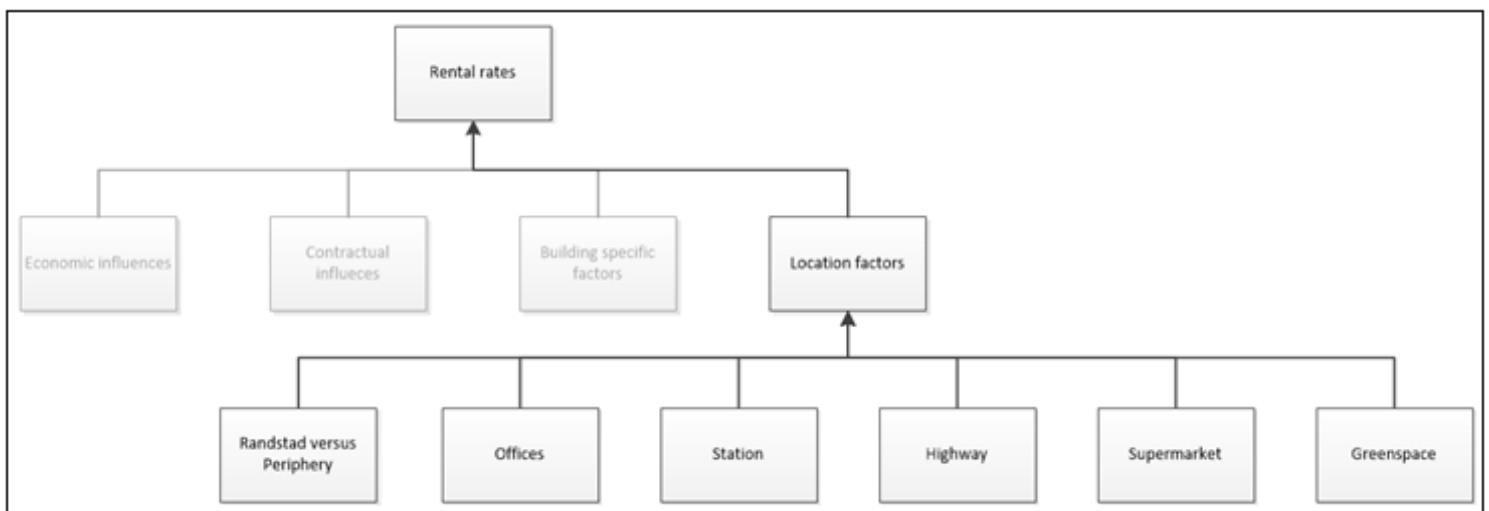 Rental rates
Economic influences
Contractual
influeces
Building specific
factors
Location factors
Randstad versus
Periphery
Offices
Station
Highway
Supermarket
Greenspace